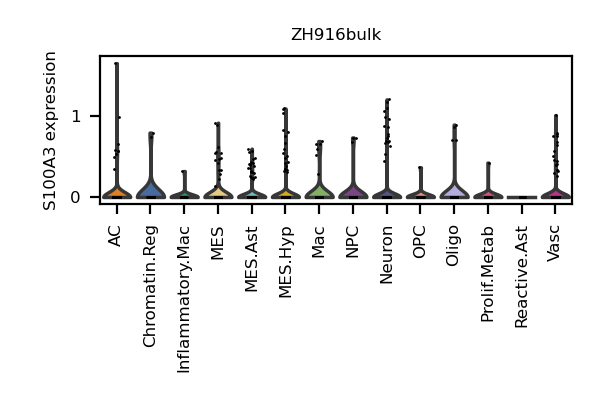 ZH916bulk
S100A3 expression
1
0
AC
Chromatin.Reg
Inflammatory.Mac
MES
MES.Ast
MES.Hyp
Mac
NPC
Neuron
OPC
Oligo
Prolif.Metab
Reactive.Ast
Vasc